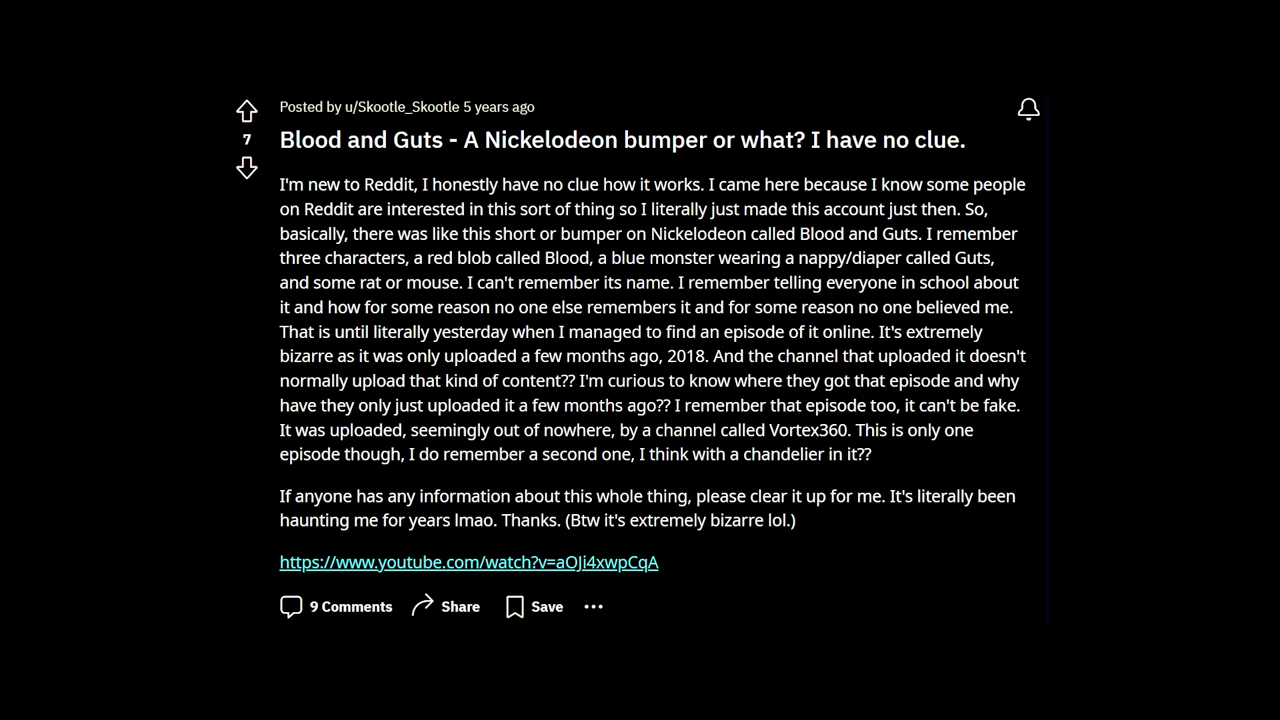 Posted by u/Skootle_Skootle 5 years ago
7
Blood and Guts - A Nickelodeon bumper or what? I have no clue.
I'm new to Reddit, I honestly have no clue how it works. I came here because I know some people
on Reddit are interested in this sort of thing so I literally just made this account just then. So,
basically, there was like this short or bumper on Nickelodeon called Blood and Guts. I remember
three characters, a red blob called Blood, a blue monster wearing a nappy/diaper called Guts,
and some rat or mouse. I can't remember its name. I remember telling everyone in school about
it and how for some reason no one else remembers it and for some reason no one believed me.
That is until literally yesterday when I managed to find an episode of it online. It's extremely
bizarre as it was only uploaded a few months ago, 2018. And the channel that uploaded it doesn't
normally upload that kind of content?? I'm curious to know where they got that episode and why
have they only just uploaded it a few months ago?? I remember that episode too, it can't be fake.
It was uploaded, seemingly out of nowhere, by a channel called Vortex360. This is only one
episode though, I do remember a second one, I think with a chandelier in it??
If anyone has any information about this whole thing, please clear it up for me. It's literally been
haunting me for years lmao. Thanks. (Btw it's extremely bizarre lol.)
https://www.youtube.com/watch?v=aOJi4xwpCqA
9 Comments Share Save